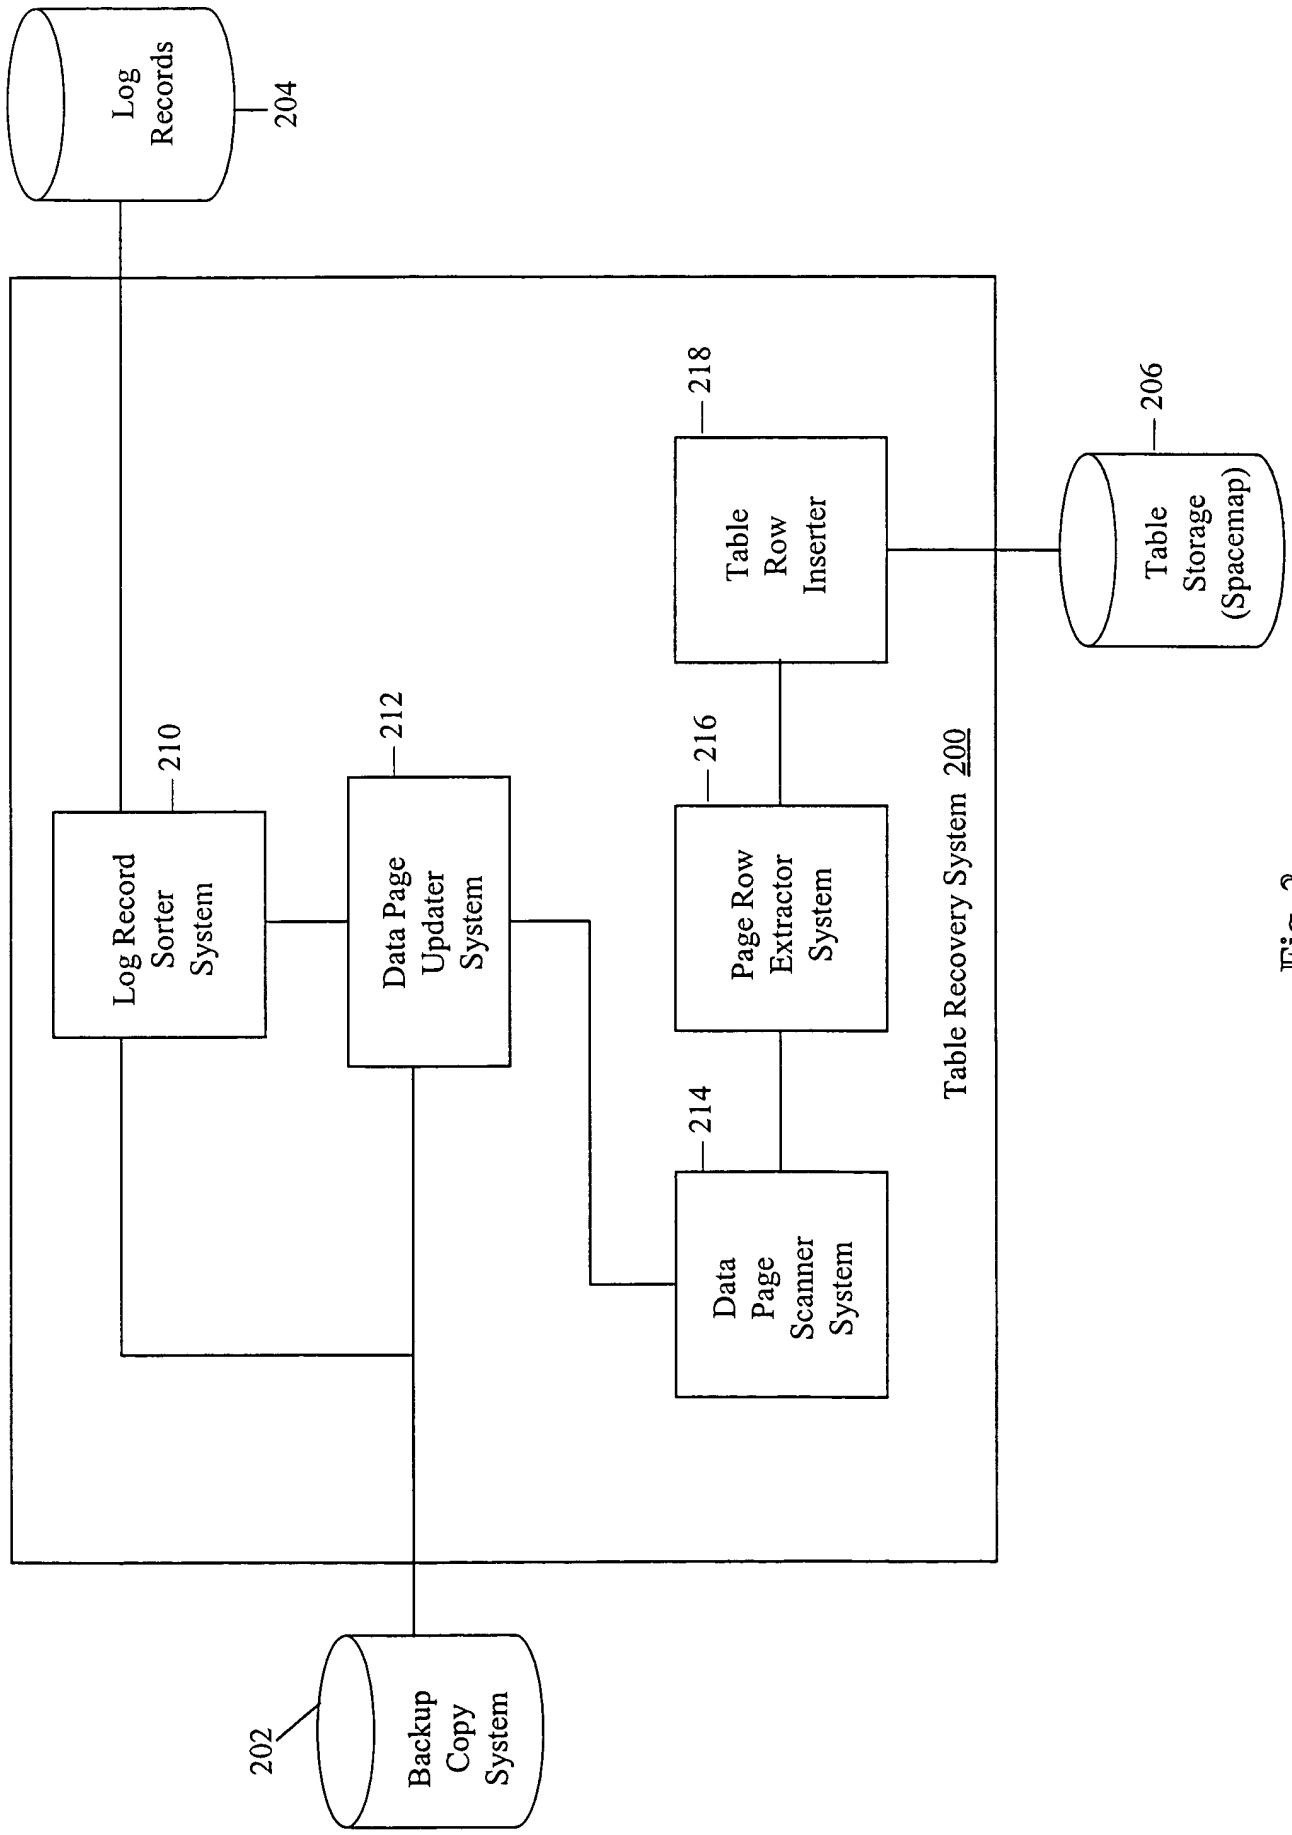 Log
Records
204
Log Record
Sorter
System
210
Data Page
Updater
System
212
Backup
Copy
System
202
Data
Page
Scanner
System
214
Page Row
Extractor
System
216
Table
Row
Inserter
218
Table Recovery System 200
Table
Storage
(Spacemap)
206